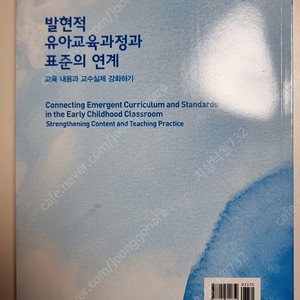 발현적
유아교육과정과
표준의 연계
교육 내용과 교수실제 강화하기
Connecting Emergent Curriculum and Standards
in the Early Childhood Classroom
Strengthening Content and Teaching Practice
93370